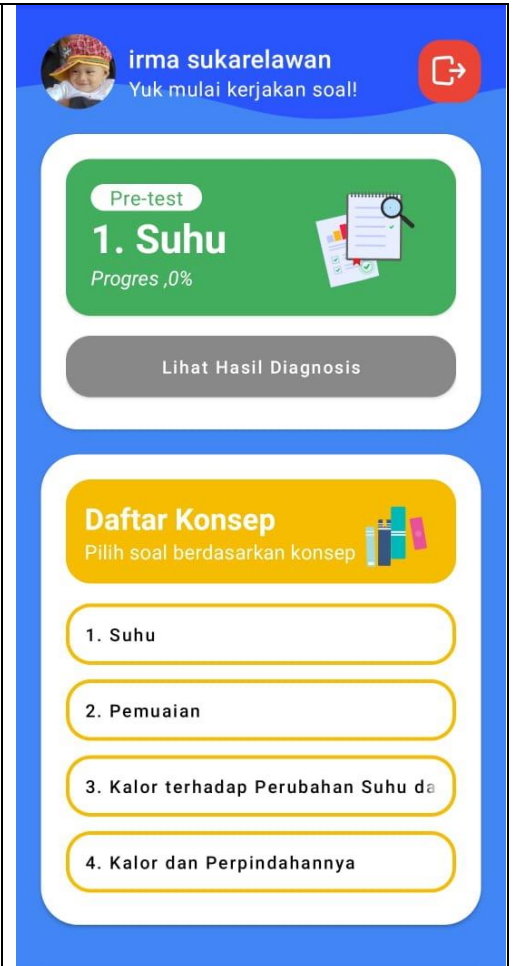 irma sukarelawan
Yuk mulai kerjakan soal!
Pre-test
1. Suhu
Progres ,0%
Lihat Hasil Diagnosis
Daftar Konsep
Pilih soal berdasarkan konsep
1. Suhu
2. Pemuaian
3. Kalor terhadap Perubahan Suhu da
4. Kalor dan Perpindahannya